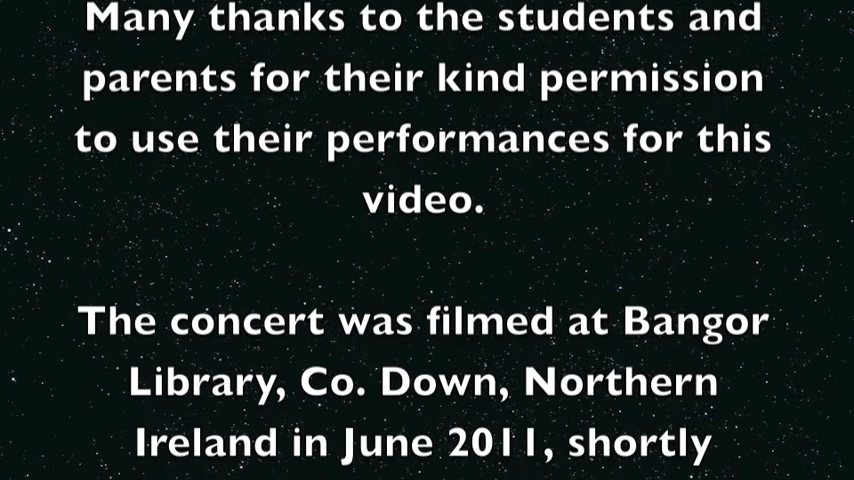 Many thanks to the students and
parents for their kind permission
to use their performances for this
video.
The concert was filmed at Bangor
Library, Co. Down, Northern
Ireland in June 2011, shortly